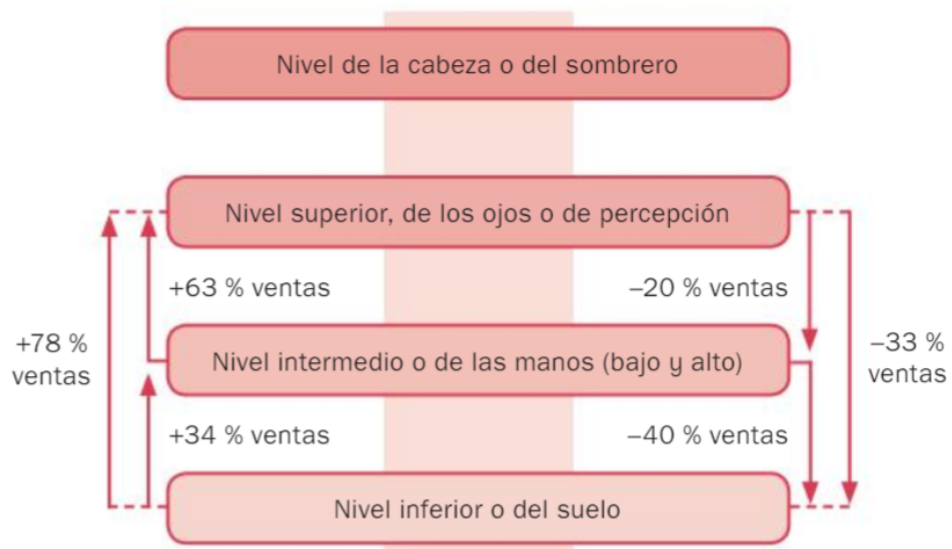 Nivel de la cabeza o del sombrero
Nivel superior, de los ojos o de percepción
+63 % ventas
–20 % ventas
+78 %
ventas
Nivel intermedio o de las manos (bajo y alto)
–33 %
ventas
+34 % ventas
–40 % ventas
Nivel inferior o del suelo